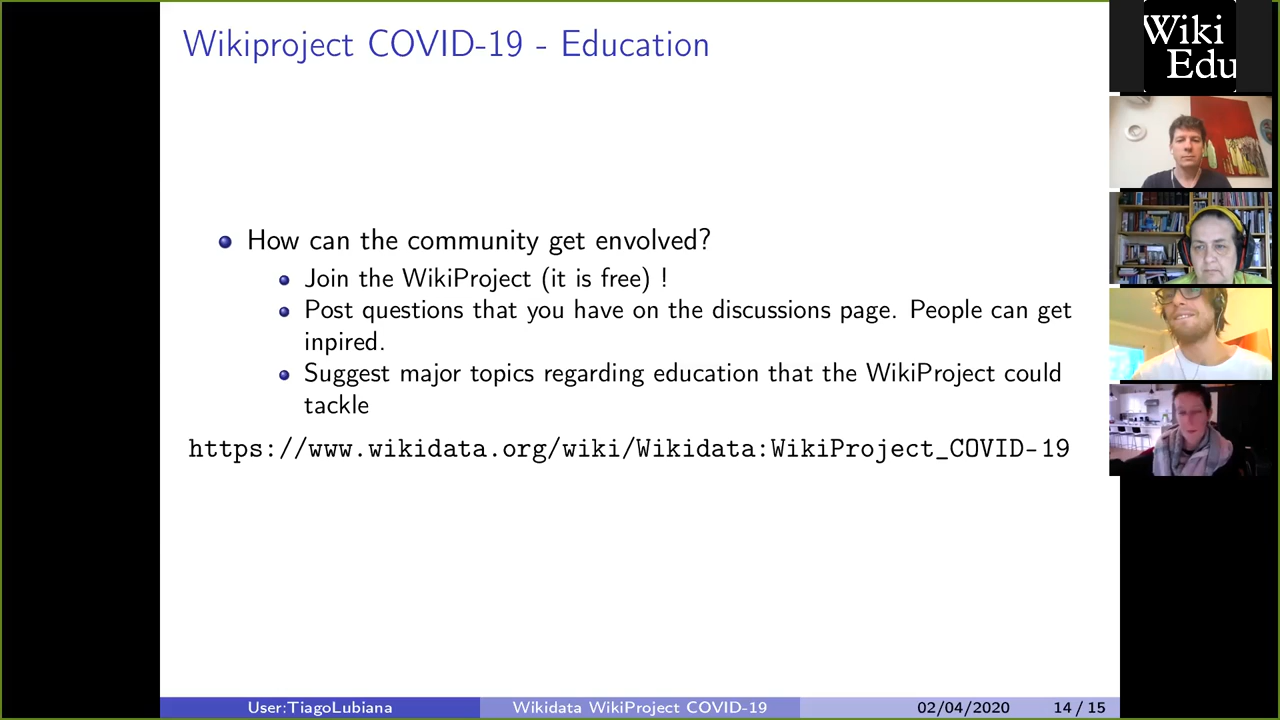 Wikiproject COVID-19 - Education
Wiki
Edu
How can the community get envolved?
Join the WikiProject (it is free) !
Post questions that you have on the discussions page. People can get
inpired.
Suggest major topics regarding education that the WikiProject could
tackle
https://www.wikidata.org/wiki/Wikidata:WikiProject_COVID-19
User:TiagoLubiana
Wikidata WikiProject COVID-19
02/04/2020
14 / 15